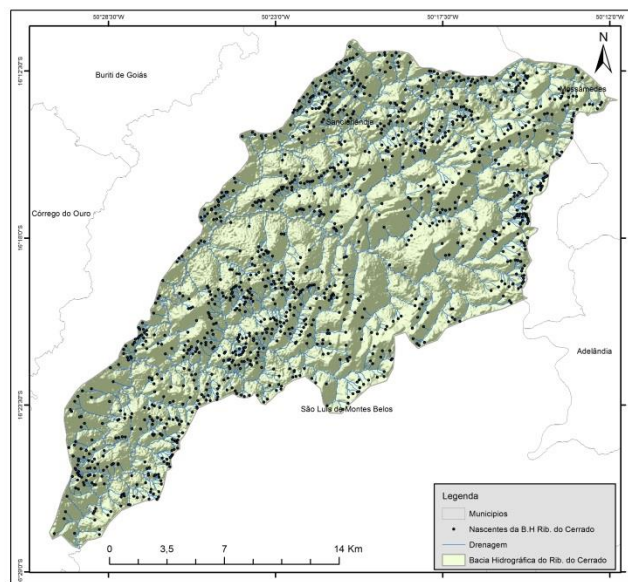 50°28'30"W
50°23'0"W
50°17'30"W
50°12'0"W
N
16°12'30"S
Buriti de Goiás
Mossâmedes
Sanclerlândia
Córrego do Ouro
16°18'0"S
Adelândia
16°23'30"S
São Luís de Montes Belos
Legenda
Municipios
Nascentes da B.H Rib. do Cerrado
Drenagem
Bacia Hidrográfica do Rib. do Cerrado
0 3,5 7 14 Km